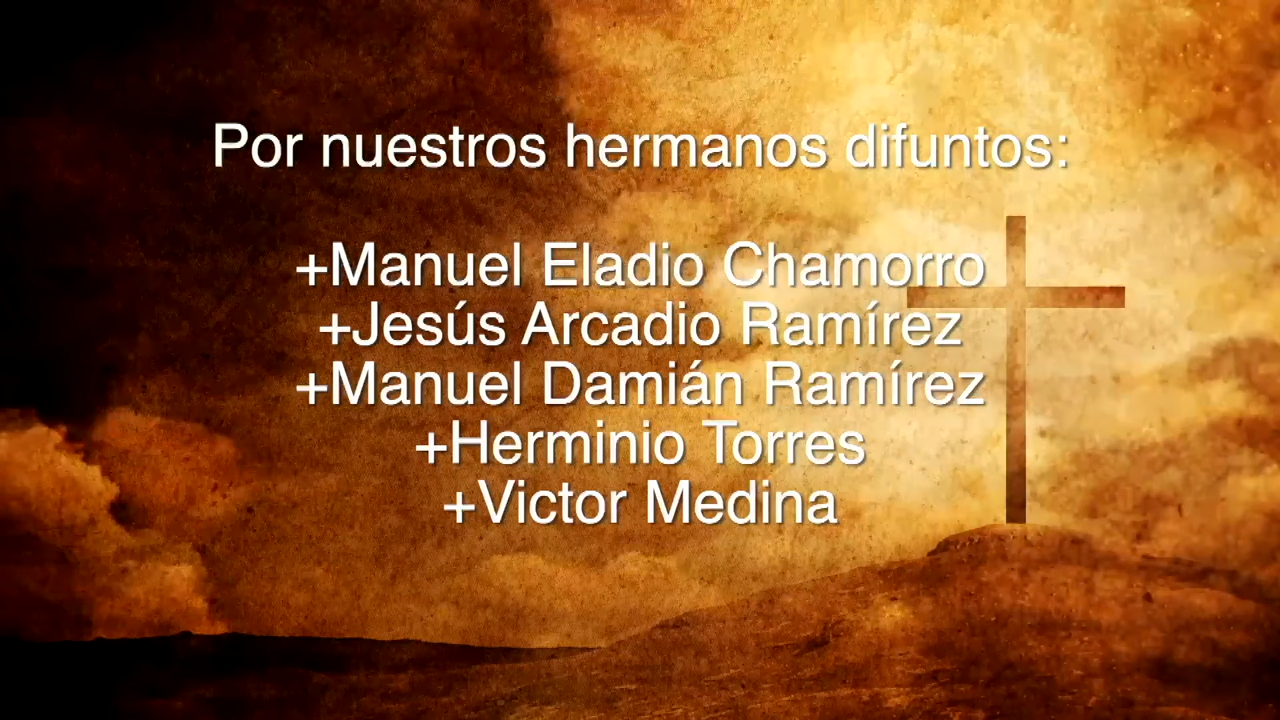 Por nuestros hermanos difuntos:
+Manuel Eladio Chamorro
+Jesús Arcadio Ramírez
+Manuel Damián Ramírez
+Herminio Torres
+Victor Medina